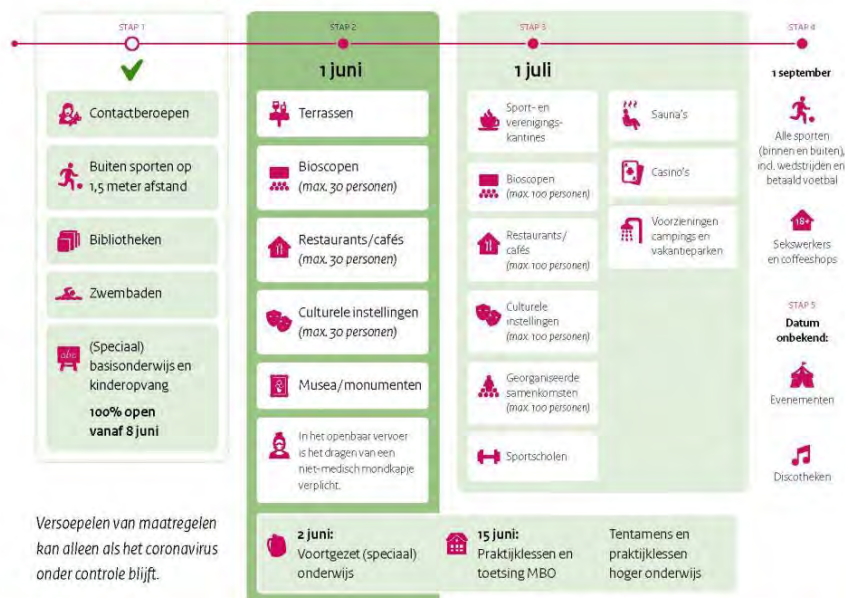 STAP 1
Contactberoepen
Buiten sporten op
1,5 meter afstand
Bibliotheken
Zwembaden
abc
(Speciaal)
basisonderwijs en
kinderopvang
100% open
vanaf 8 juni
STAP 2
1 juni
Terrassen
Bioscopen
(max. 30 personen)
Restaurants/cafés
(max. 30 personen)
Culturele instellingen
(max. 30 personen)
Musea/monumenten
In het openbaar vervoer
is het dragen van een
niet-medisch mondkapje
verplicht.
STAP 3
1 juli
Sport- en
verenigings-
kantines
Bioscopen
(max. 100 personen)
Restaurants/
cafés
(max. 100 personen)
Culturele
instellingen
(max. 100 personen)
Georganiseerde
samenkomsten
(max. 100 personen)
Sportscholen
Sauna's
Casino's
Voorzieningen
campings en
vakantieparken
STAP 4
1 september
Alle sporten
(binnen en buiten),
incl. wedstrijden en
betaald voetbal
18+
Sekswerkers
en coffeeshops
STAP 5
Datum
onbekend:
Evenementen
Discotheken
Versoepelen van maatregelen
kan alleen als het coronavirus
onder controle blijft.
2 juni:
Voortgezet (speciaal)
onderwijs
15 juni:
Praktijklessen en
toetsing MBO
Tentamens en
praktijklessen
hoger onderwijs